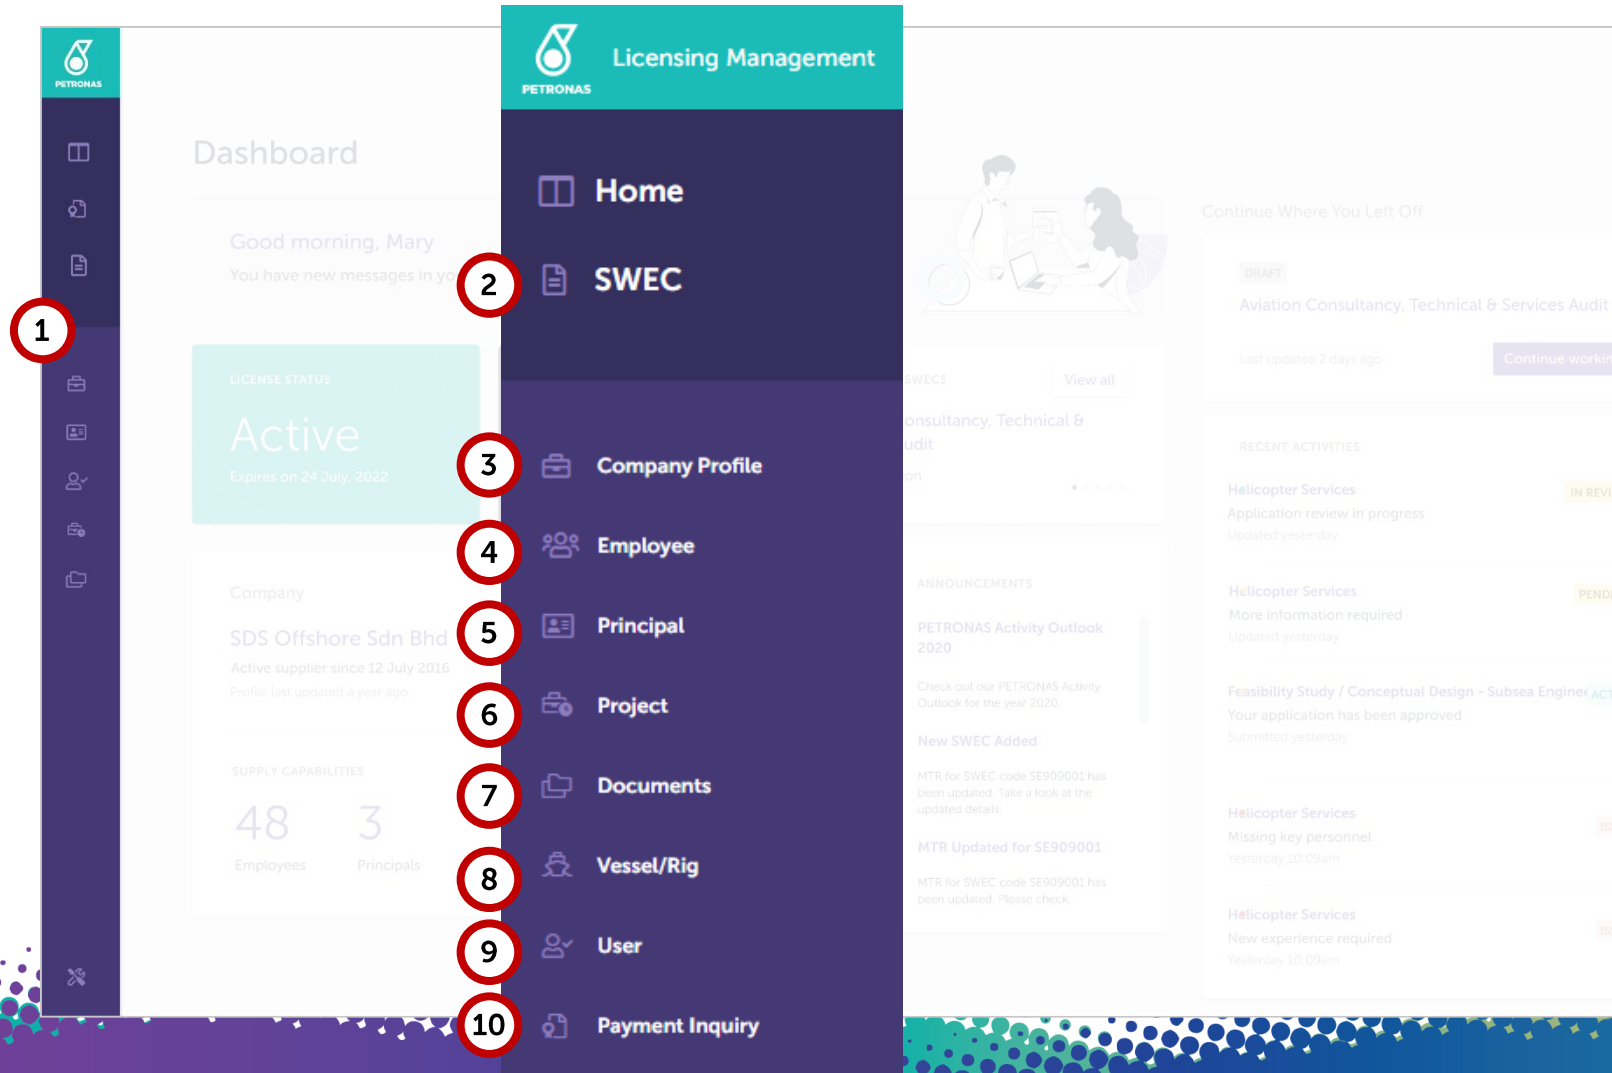 PETRONAS
1
PETRONAS
Licensing Management
Home
2
SWEC
3
Company Profile
4
Employee
5
Principal
6
Project
7
Documents
8
Vessel/Rig
9
User
10
Payment Inquiry
Dashboard
Good morning, Mary
You have new messages in yo
LICENSE STATUS
Active
Expires on 24 July, 2022
Company
SDS Offshore Sdn Bhd
Active supplier since 12 July 2016
Profile last updated a year ago
SUPPLY CAPABILITIES
48
3
Employees
Principals
SWECS
View all
onsultancy, Technical &
udit
on
ANNOUNCEMENTS
PETRONAS Activity Outlook
2020
Check out our PETRONAS Activity
Outlook for the year 2020.
New SWEC Added
MTR for SWEC code SE909001 has
been updated. Take a look at the
updated details.
MTR Updated for SE909001
MTR for SWEC code SE909001 has
been updated. Please check.
Continue Where You Left Off
DRAFT
Aviation Consultancy, Technical & Services Audit
Last updated 2 days ago
Continue workin
RECENT ACTIVITIES
Helicopter Services
IN REVI
Application review in progress
Updated yesterday
Helicopter Services
PEND
More information required
Updated yesterday
Feasibility Study / Conceptual Design - Subsea Enginee
ACT
Your application has been approved
Submitted yesterday
Helicopter Services
IS
Missing key personnel
Yesterday 10:09am
Helicopter Services
IS
New experience required
Yesterday 10:09am